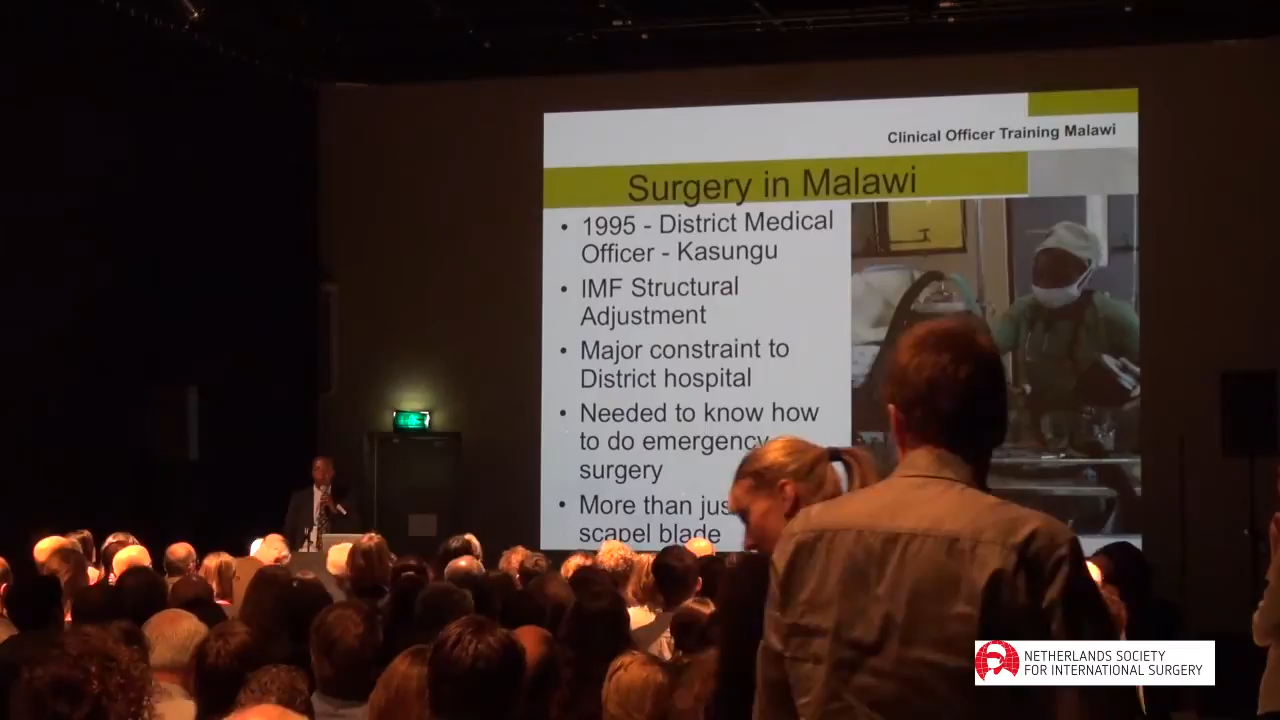 Clinical Officer Training Malawi
Surgery in Malawi
• 1995 - District Medical
Officer - Kasungu
• IMF Structural
Adjustment
• Major constraint to
District hospital
• Needed to know how
to do emergency
surgery
• More than jus
scapel blade
NETHERLANDS SOCIETY
FOR INTERNATIONAL SURGERY